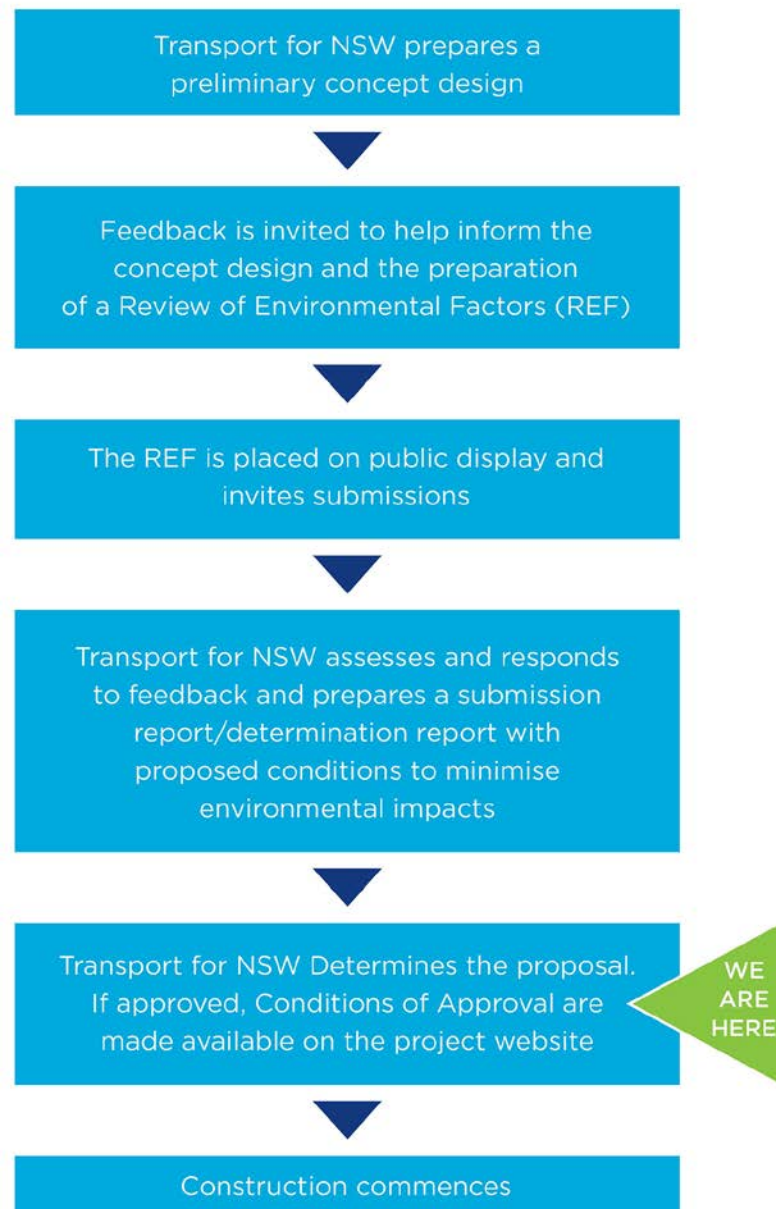 Transport for NSW prepares a
preliminary concept design
Feedback is invited to help inform the
concept design and the preparation
of a Review of Environmental Factors (REF)
The REF is placed on public display and
invites submissions
Transport for NSW assesses and responds
to feedback and prepares a submission
report/determination report with
proposed conditions to minimise
environmental impacts
Transport for NSW Determines the proposal.
If approved, Conditions of Approval are
made available on the project website
WE
ARE
HERE
Construction commences